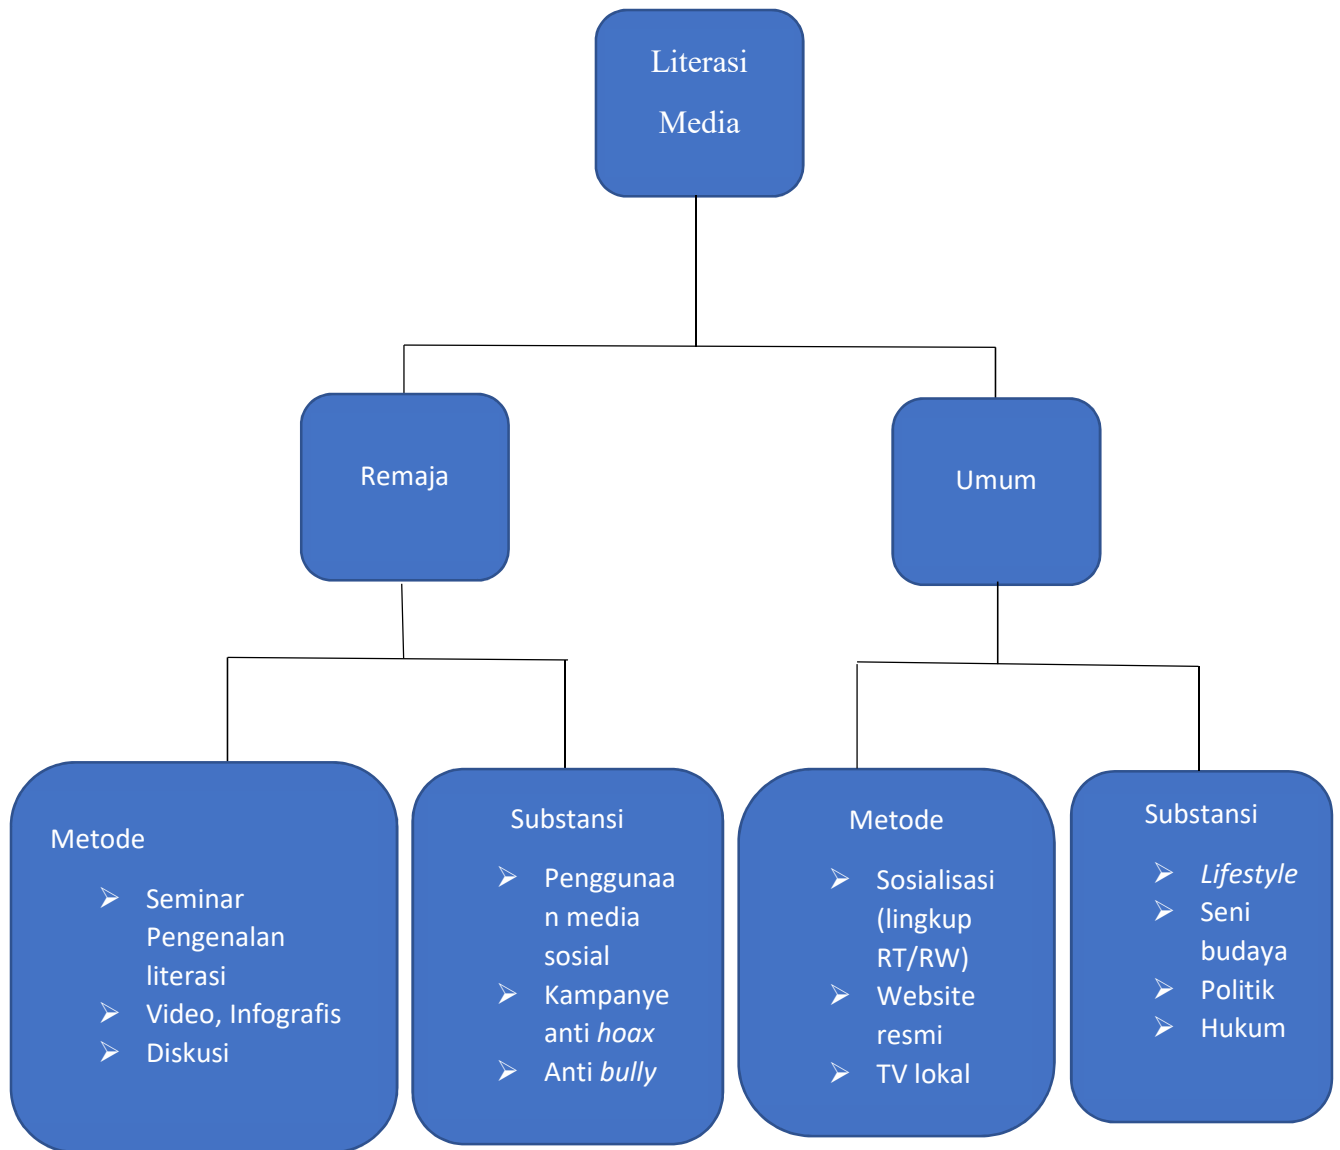 Literasi
Media
Remaja
Umum
Metode
➢ Seminar
Pengenalan
literasi
➢ Video, Infografis
➢ Diskusi
Substansi
➢ Penggunaa
n media
sosial
➢ Kampanye
anti hoax
➢ Anti bully
Metode
➢ Sosialisasi
(lingkup
RT/RW)
➢ Website
resmi
➢ TV lokal
Substansi
➢ Lifestyle
➢ Seni
budaya
➢ Politik
➢ Hukum